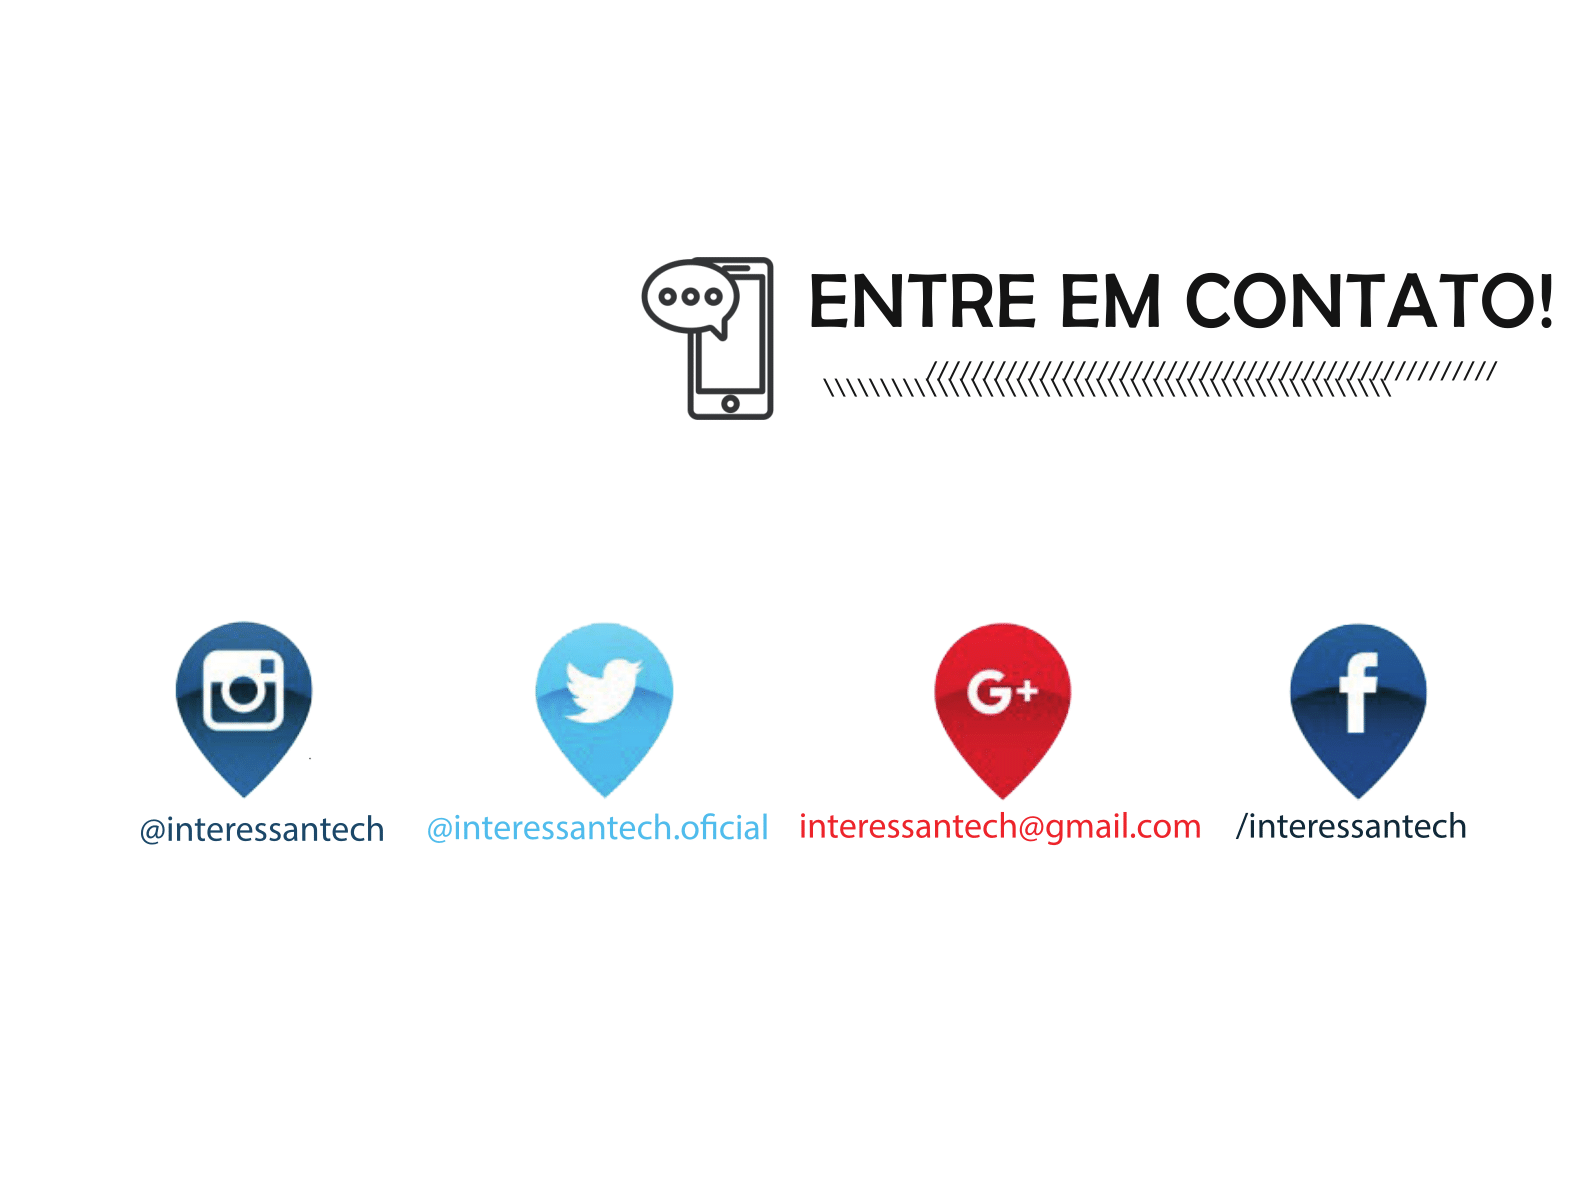 ENTRE EM CONTATO!
G+
f
@interessantech
@interessantech.oficial
interessantech@gmail.com
/interessantech